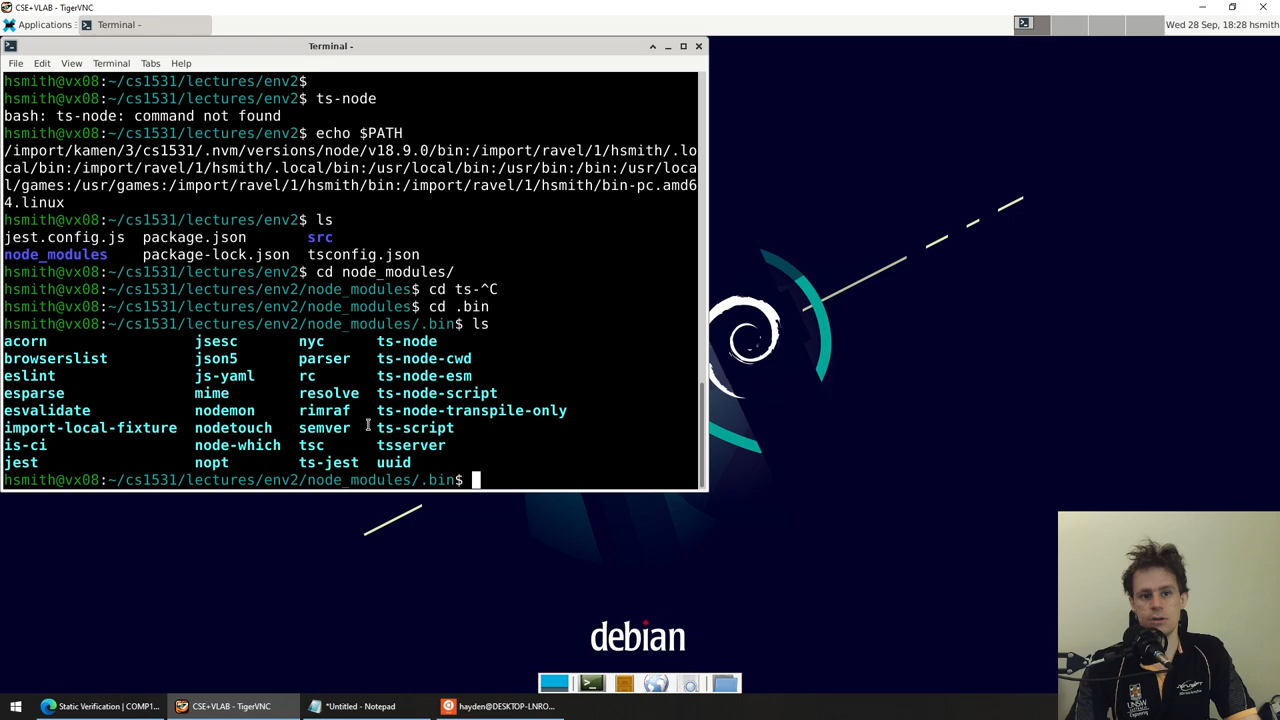 CSE+VLAB - TigerVNC
Applications
Terminal -
Wed 28 Sep, 18:28 hsmith
Terminal -
File Edit View Terminal Tabs Help
hsmith@vx08:~/cs1531/lectures/env2$
hsmith@vx08:~/cs1531/lectures/env2$ ts-node
bash: ts-node: command not found
hsmith@vx08:~/cs1531/lectures/env2$ echo $PATH
/import/kamen/3/cs1531/.nvm/versions/node/v18.9.0/bin:/import/ravel/1/hsmith/.lo
cal/bin:/import/ravel/1/hsmith/.local/bin:/usr/local/bin:/usr/bin:/bin:/usr/loca
l/games:/usr/games:/import/ravel/1/hsmith/bin:/import/ravel/1/hsmith/bin-pc.amd6
4.linux
hsmith@vx08:~/cs1531/lectures/env2$ ls
jest.config.js package.json src
node_modules package-lock.json tsconfig.json
hsmith@vx08:~/cs1531/lectures/env2$ cd node_modules/
hsmith@vx08:~/cs1531/lectures/env2/node_modules$ cd ts-^C
hsmith@vx08:~/cs1531/lectures/env2/node_modules$ cd .bin
hsmith@vx08:~/cs1531/lectures/env2/node_modules/.bin$ ls
acorn jsesc nyc ts-node
browserslist json5 parser ts-node-cwd
eslint js-yaml rc ts-node-esm
esparse mime resolve ts-node-script
esvalidate nodemon rimraf ts-node-transpile-only
import-local-fixture nodetouch semver ts-script
is-ci node-which tsc tsserver
jest nopt ts-jest uuid
hsmith@vx08:~/cs1531/lectures/env2/node_modules/.bin$
debian
Static Verification | COMP1...
CSE+VLAB - TigerVNC
*Untitled - Notepad
hayden@DESKTOP-LNRO...